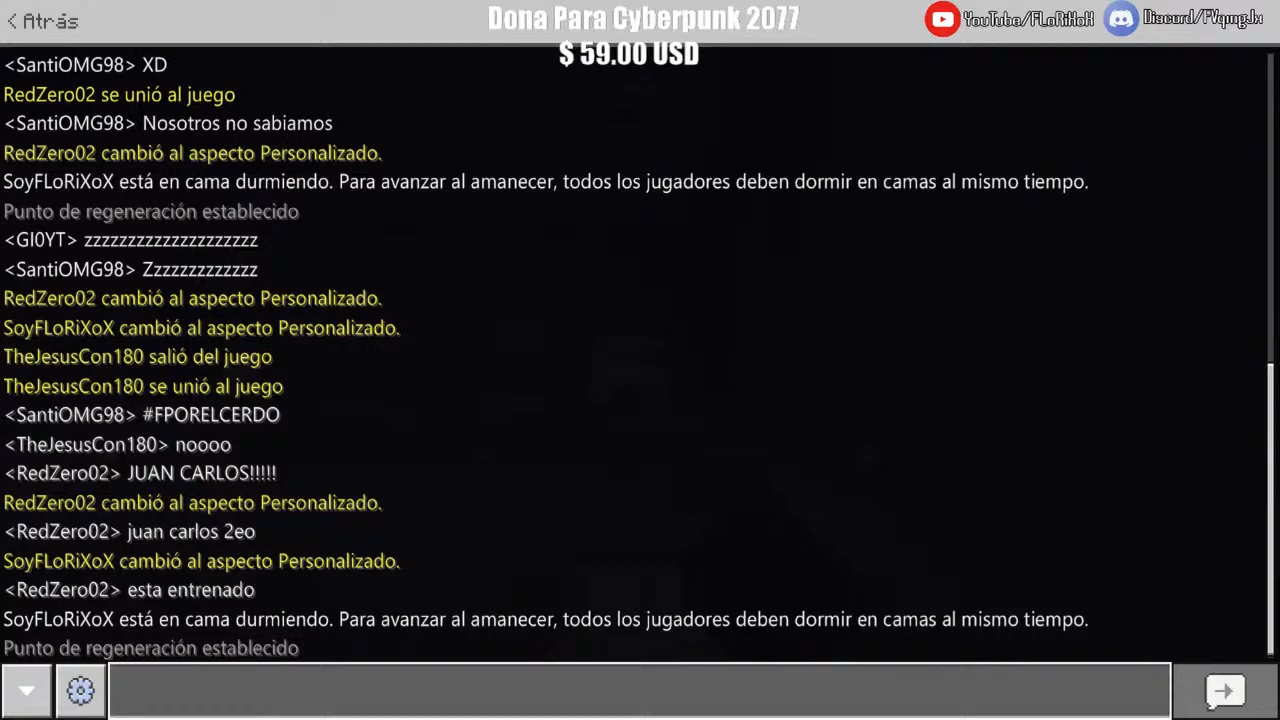 < Atrás
Dona Para Cyberpunk 2077
$ 59.00 USD
YouTube/FLoRiXoX
Discord/FVqmgJx
<SantiOMG98> XD
RedZero02 se unió al juego
<SantiOMG98> Nosotros no sabiamos
RedZero02 cambió al aspecto Personalizado.
SoyFLoRiXoX está en cama durmiendo. Para avanzar al amanecer, todos los jugadores deben dormir en camas al mismo tiempo.
Punto de regeneración establecido
<GI0YT> zzzzzzzzzzzzzzzzzzzzz
<SantiOMG98> Zzzzzzzzzzzzz
RedZero02 cambió al aspecto Personalizado.
SoyFLoRiXoX cambió al aspecto Personalizado.
TheJesusCon180 salió del juego
TheJesusCon180 se unió al juego
<SantiOMG98> #FPORELCERDO
<TheJesusCon180> noooo
<RedZero02> JUAN CARLOS!!!!!
RedZero02 cambió al aspecto Personalizado.
<RedZero02> juan carlos 2eo
SoyFLoRiXoX cambió al aspecto Personalizado.
<RedZero02> esta entrenado
SoyFLoRiXoX está en cama durmiendo. Para avanzar al amanecer, todos los jugadores deben dormir en camas al mismo tiempo.
Punto de regeneración establecido